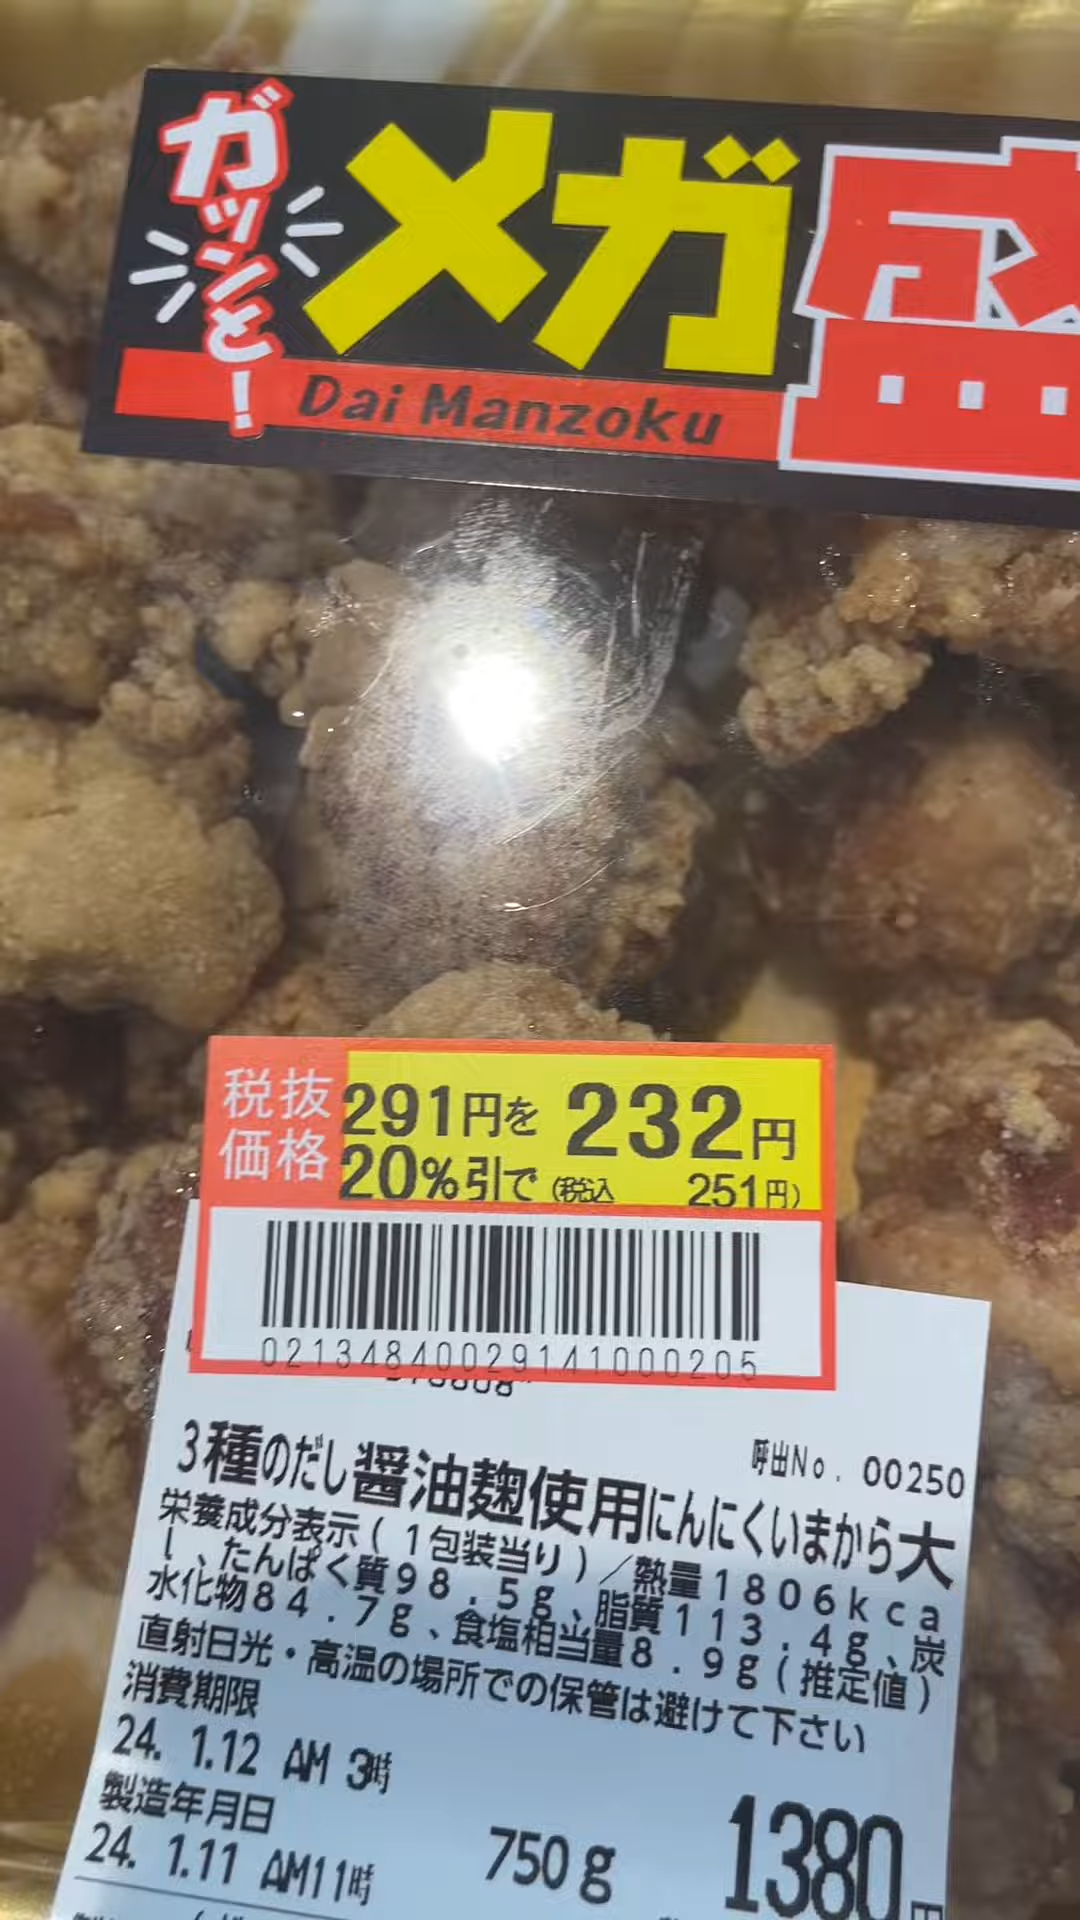 ガッンと!
メガ盛
Dai Manzoku
税抜価格
291円を
20%引で
232円
(税込 251円)
02134840029141000205
呼出No. 00250
3種のだし醤油麹使用にんにくいまから大
栄養成分表示(1包装当り)/熱量1806kca
l、たんぱく質98.5g、脂質113.4g、炭
水化物84.7g、食塩相当量8.9g(推定値)
直射日光・高温の場所での保管は避けて下さい
消費期限
24. 1.12 AM 3時
製造年月日
24. 1.11 AM11時
750g
1380円